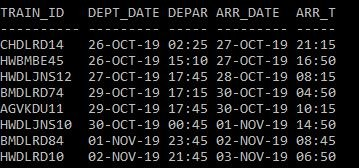 TRAIN_ID   DEPT_DATE DEPAR ARR_DATE  ARR_T
---------- --------- ----- --------- -----
CHDLRD14   26-OCT-19 02:25 27-OCT-19 21:15
HWBMBE45   26-OCT-19 15:10 27-OCT-19 16:50
HWDLJNS12  27-OCT-19 17:45 28-OCT-19 08:15
BMDLRD74   29-OCT-19 17:15 30-OCT-19 04:50
AGVKDU11   29-OCT-19 17:45 30-OCT-19 10:15
HWDLJNS10  30-OCT-19 00:45 01-NOV-19 14:50
BMDLRD84   01-NOV-19 23:45 02-NOV-19 08:45
HWDLRD10   02-NOV-19 21:45 03-NOV-19 06:50